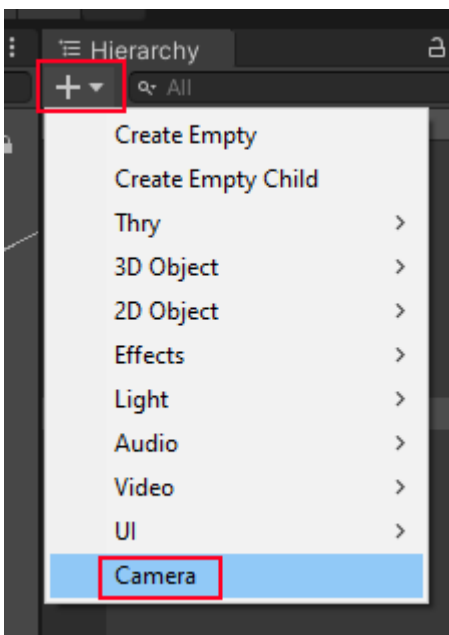 Hierarchy
All
Create Empty
Create Empty Child
Thry
3D Object
2D Object
Effects
Light
Audio
Video
UI
Camera